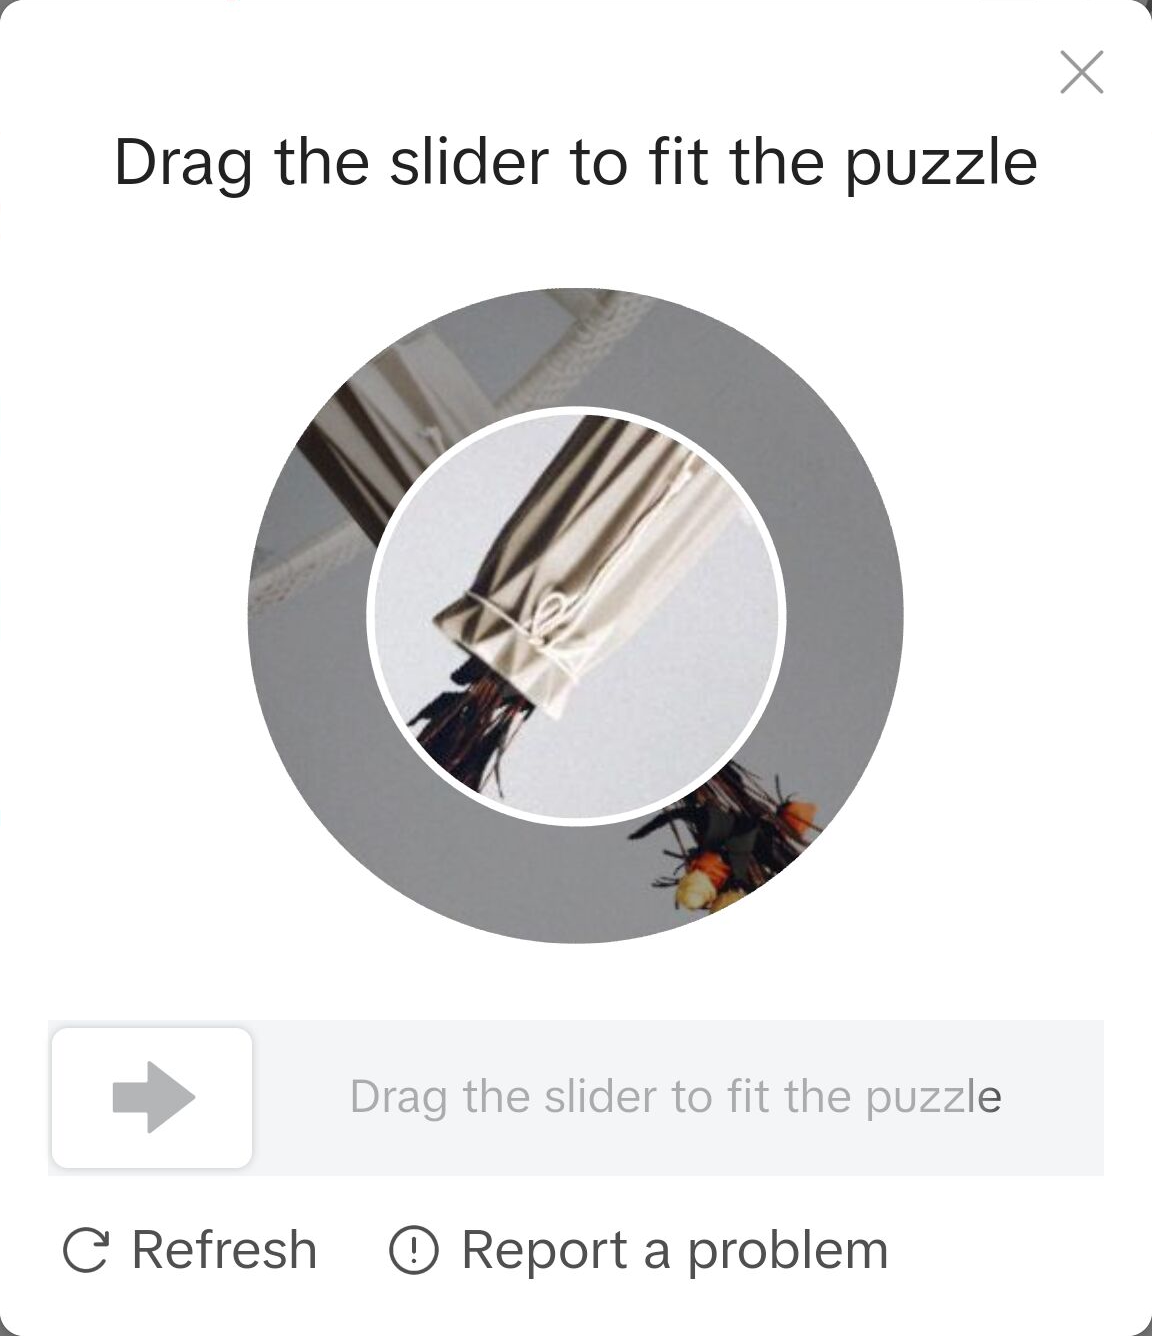 Drag the slider to fit the puzzle
Drag the slider to fit the puzzle
Refresh
Report a problem